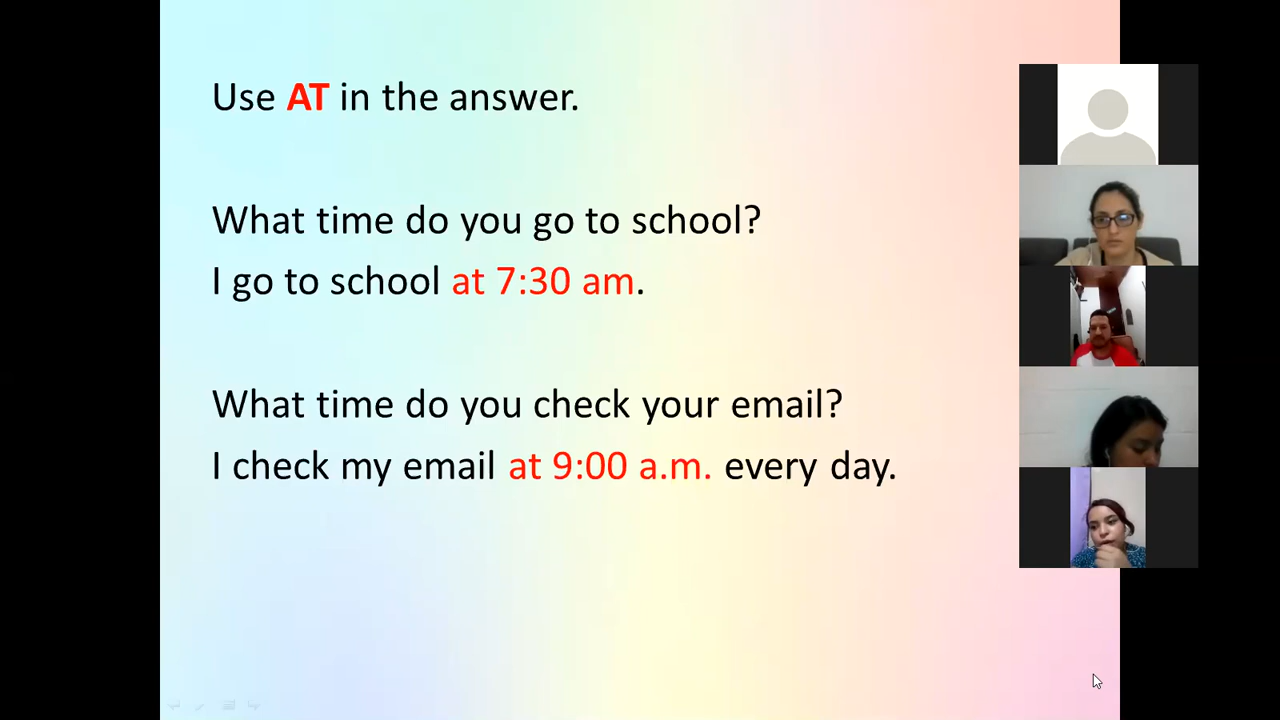 Use AT in the answer.
What time do you go to school?
I go to school at 7:30 am.
What time do you check your email?
I check my email at 9:00 a.m. every day.